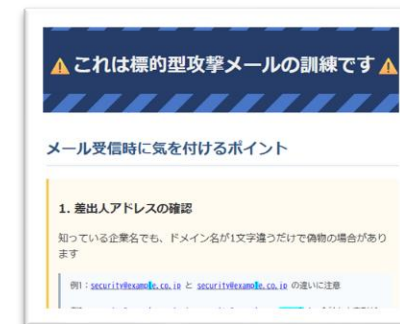 ⚠ これは標的型攻撃メールの訓練です ⚠
メール受信時に気を付けるポイント
1. 差出人アドレスの確認
知っている企業名でも、ドメイン名が1文字違うだけで偽物の場合があり
ます
例1：security@example.co.jp と security@example.co.jp の違いに注意